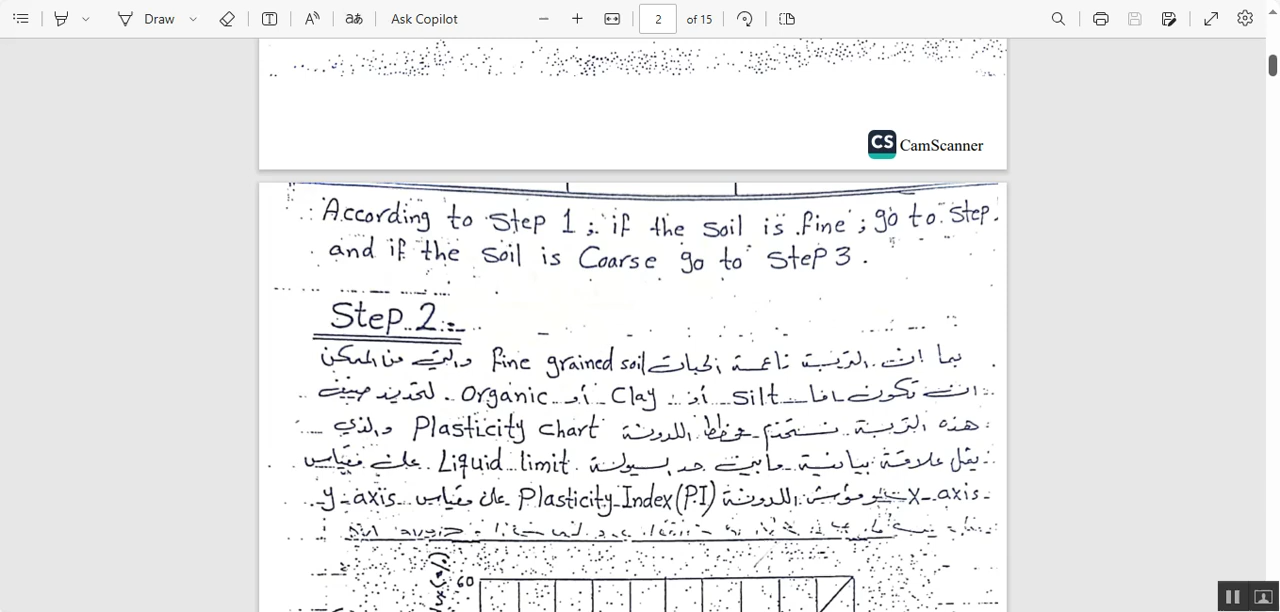 Draw
Ask Copilot
2 of 15
CS CamScanner
According to Step 1 ; if the Soil is fine ; go to Step
and if the Soil is Coarse go to Step 3 .
Step 2 :-
بما ان التربة ناعمة الحبات fine grained soil والتي من الممكن
ان تكون اما Silt أو Clay أو Organic . لتحديد صنف
هذه التربة نستخدم مخطط اللدونة Plasticity chart والذي
يمثل علاقة بيانية ما بين حد السيولة Liquid limit على مقياس
X-axis ومؤشر اللدونة Plasticity Index (PI) على مقياس y-axis
60